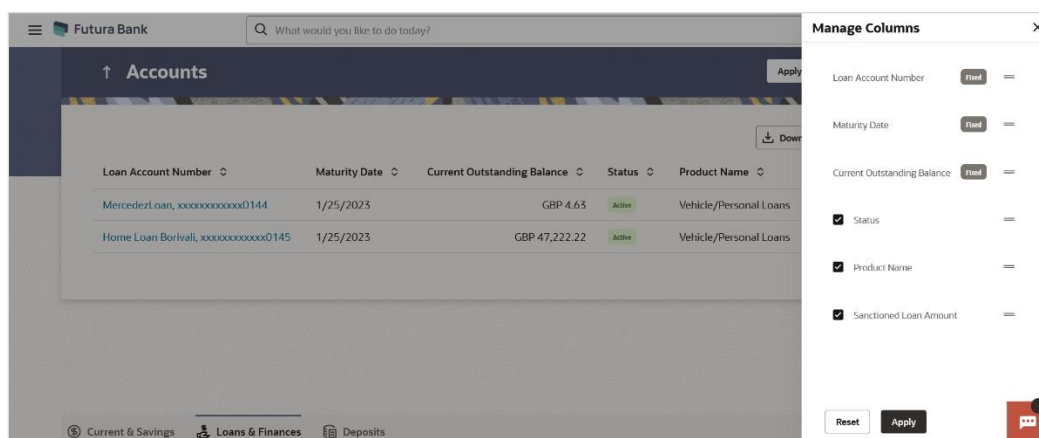 Futura Bank
What would you like to do today?
Accounts
Apply
Down
Loan Account Number
Maturity Date
Current Outstanding Balance
Status
Product Name
MercedezLoan, xxxxxxxxxxxx0144
1/25/2023
GBP 4.63
Active
Vehicle/Personal Loans
Home Loan Borivali, xxxxxxxxxxxx0145
1/25/2023
GBP 47,222.22
Active
Vehicle/Personal Loans
Current & Savings
Loans & Finances
Deposits
Manage Columns
Loan Account Number
Fixed
Maturity Date
Fixed
Current Outstanding Balance
Fixed
Status
Product Name
Sanctioned Loan Amount
Reset
Apply